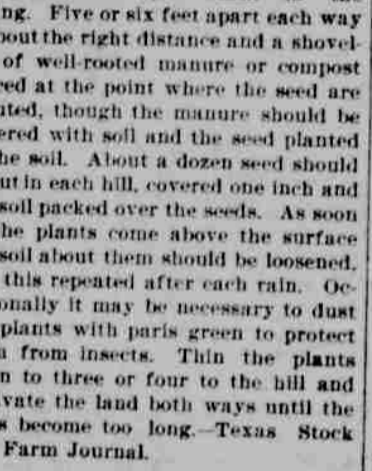 ng. Five or six feet apart each way
bout the right distance and a shovel-
of well-rooted manure or compost
ced at the point where the seed are
nted, though the manure should be
ered with soil and the seed planted
he soil. About a dozen seed should
ut in each hill, covered one inch and
soil packed over the seeds. As soon
he plants come above the surface
soil about them should be loosened,
this repeated after each rain. Oc-
onally it may be necessary to dust
plants with paris green to protect
from insects. Thin the plants
n to three or four to the hill and
ivate the land both ways until the
s become too long.—Texas Stock
Farm Journal.